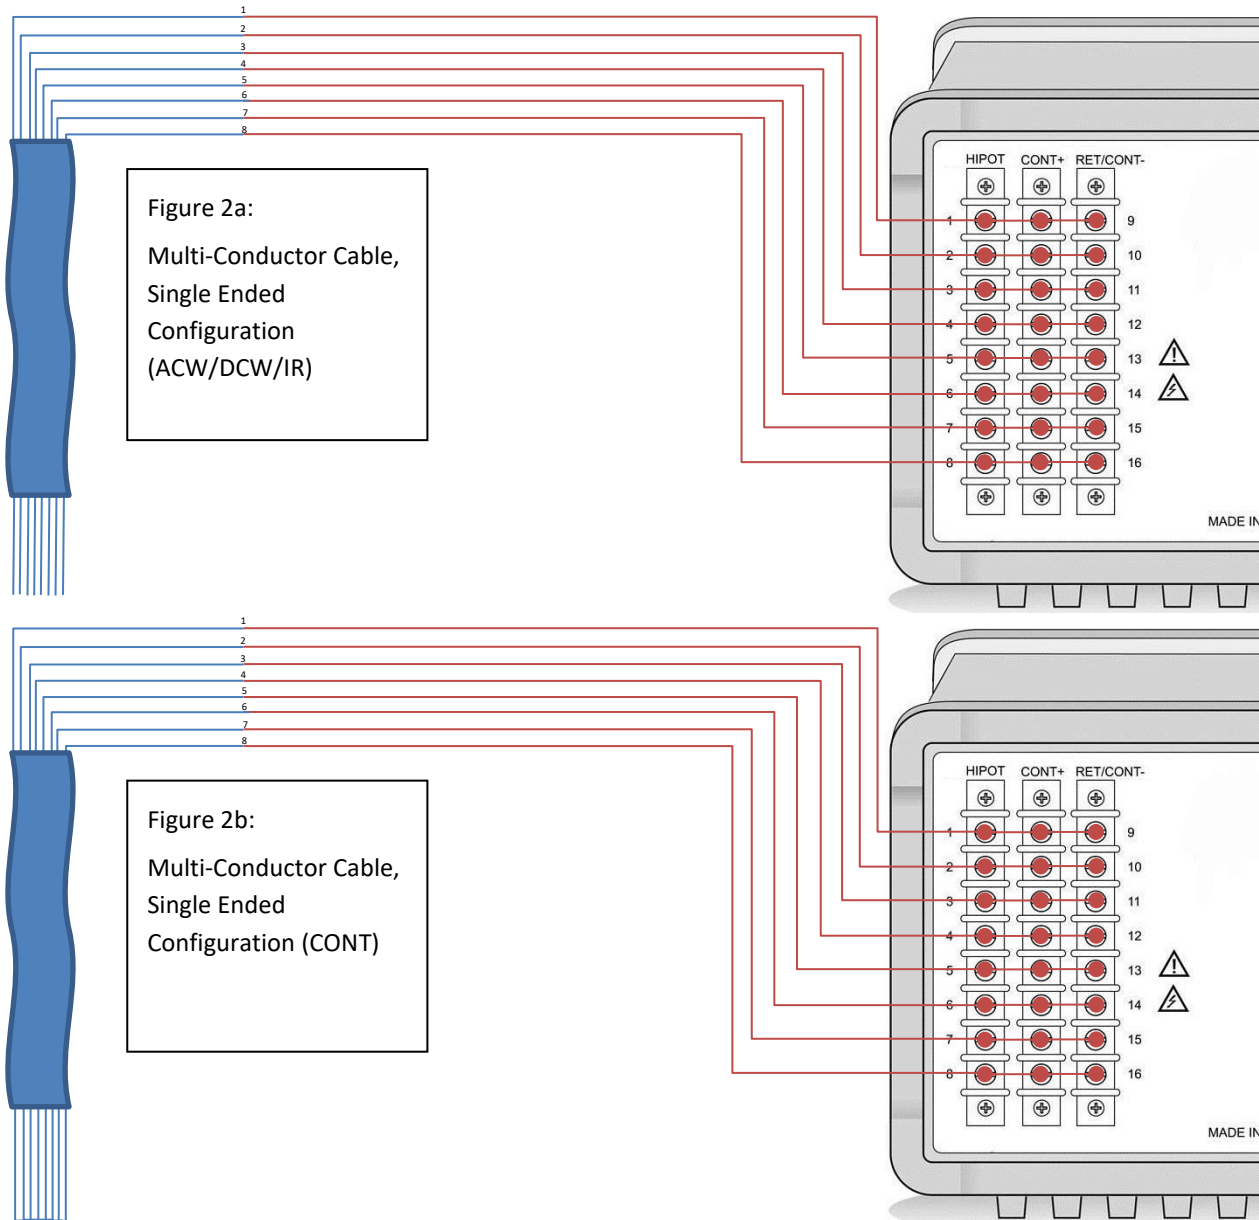 1
2
3
4
5
6
7
8
Figure 2a:
Multi-Conductor Cable,
Single Ended
Configuration
(ACW/DCW/IR)
HIPOT CONT+ RET/CONT-
1 9
2 10
3 11
4 12
5 13
6 14
7 15
8 16
MADE IN
1
2
3
4
5
6
7
8
Figure 2b:
Multi-Conductor Cable,
Single Ended
Configuration (CONT)
HIPOT CONT+ RET/CONT-
1 9
2 10
3 11
4 12
5 13
6 14
7 15
8 16
MADE IN